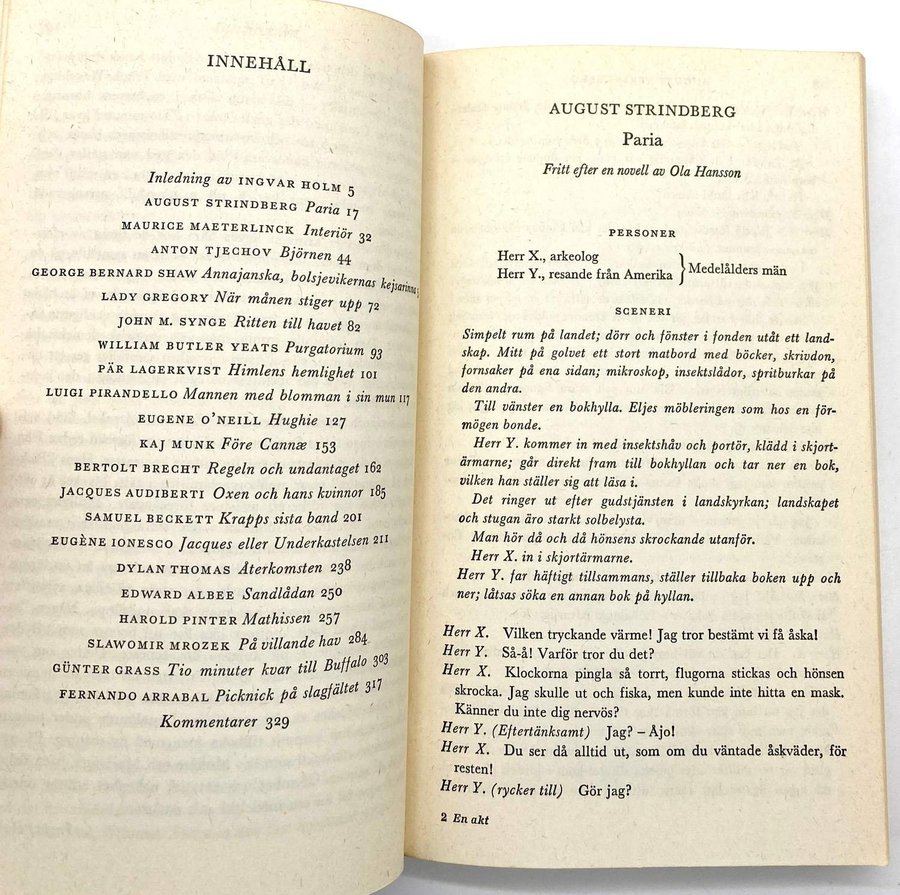 INNEHÅLL
Inledning av INGVAR HOLM 5
AUGUST STRINDBERG Paria 17
MAURICE MAETERLINCK Interiör 32
ANTON TJECHOV Björnen 44
GEORGE BERNARD SHAW Annajanska, bolsjevikernas kejsarinna
LADY GREGORY När månen stiger upp 72
JOHN M. SYNGE Ritten till havet 82
WILLIAM BUTLER YEATS Purgatorium 93
PÄR LAGERKVIST Himlens hemlighet 101
LUIGI PIRANDELLO Mannen med blomman i sin mun 117
EUGENE O'NEILL Hughie 127
KAJ MUNK Före Cannæ 153
BERTOLT BRECHT Regeln och undantaget 162
JACQUES AUDIBERTI Oxen och hans kvinnor 185
SAMUEL BECKETT Krapps sista band 201
EUGÈNE IONESCO Jacques eller Underkastelsen 211
DYLAN THOMAS Återkomsten 238
EDWARD ALBEE Sandlådan 250
HAROLD PINTER Mathissen 257
SLAWOMIR MROZEK På villande hav 284
GÜNTER GRASS Tio minuter kvar till Buffalo 303
FERNANDO ARRABAL Picknick på slagfältet 317
Kommentarer 329
AUGUST STRINDBERG
Paria
Fritt efter en novell av Ola Hansson
PERSONER
Herr X., arkeolog
Herr Y., resande från Amerika } Medelålders män
SCENERI
Simpelt rum på landet; dörr och fönster i fonden utåt ett land-
skap. Mitt på golvet ett stort matbord med böcker, skrivdon,
fornsaker på ena sidan; mikroskop, insektslådor, spritburkar på
den andra.
Till vänster en bokhylla. Eljes möbleringen som hos en för-
mögen bonde.
Herr Y. kommer in med insektshåv och portör, klädd i skjort-
ärmarne; går direkt fram till bokhyllan och tar ner en bok,
vilken han ställer sig att läsa i.
Det ringer ut efter gudstjänsten i landskyrkan; landskapet
och stugan äro starkt solbelysta.
Man hör då och då hönsens skrockande utanför.
Herr X. in i skjortärmarne.
Herr Y. far häftigt tillsammans, ställer tillbaka boken upp och
ner; låtsas söka en annan bok på hyllan.
Herr X. Vilken tryckande värme! Jag tror bestämt vi få åska!
Herr Y. Så-å! Varför tror du det?
Herr X. Klockorna pingla så torrt, flugorna stickas och hönsen
skrocka. Jag skulle ut och fiska, men kunde inte hitta en mask.
Känner du inte dig nervös?
Herr Y. (Eftertänksamt) Jag? – Åjo!
Herr X. Du ser då alltid ut, som om du väntade åskväder, för
resten!
Herr Y. (rycker till) Gör jag?
2 En akt